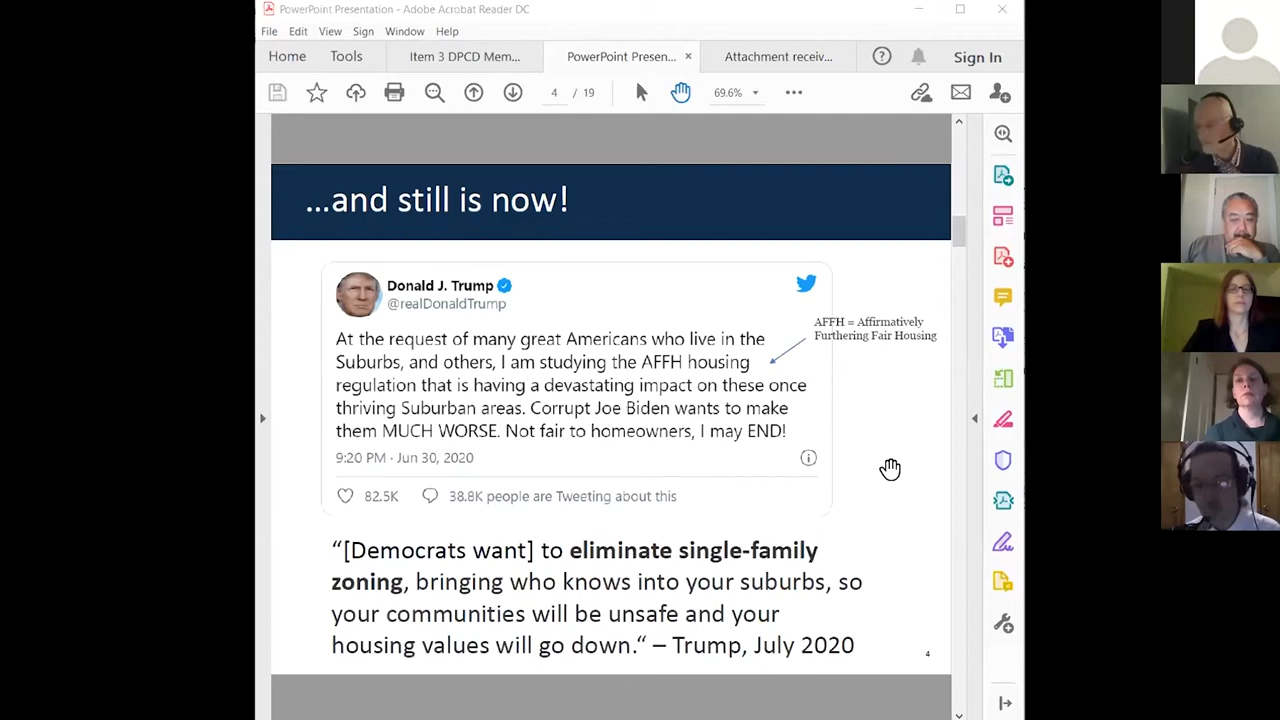 PowerPoint Presentation - Adobe Acrobat Reader DC
File Edit View Sign Window Help
Home Tools Item 3 DPCD Mem... PowerPoint Presen... × Attachment receiv... Sign In
4 / 19 69.6%
...and still is now!
Donald J. Trump
@realDonaldTrump
AFFH = Affirmatively
Furthering Fair Housing
At the request of many great Americans who live in the
Suburbs, and others, I am studying the AFFH housing
regulation that is having a devastating impact on these once
thriving Suburban areas. Corrupt Joe Biden wants to make
them MUCH WORSE. Not fair to homeowners, I may END!
9:20 PM · Jun 30, 2020
82.5K 38.8K people are Tweeting about this
“[Democrats want] to eliminate single-family
zoning, bringing who knows into your suburbs, so
your communities will be unsafe and your
housing values will go down.“ – Trump, July 2020
4